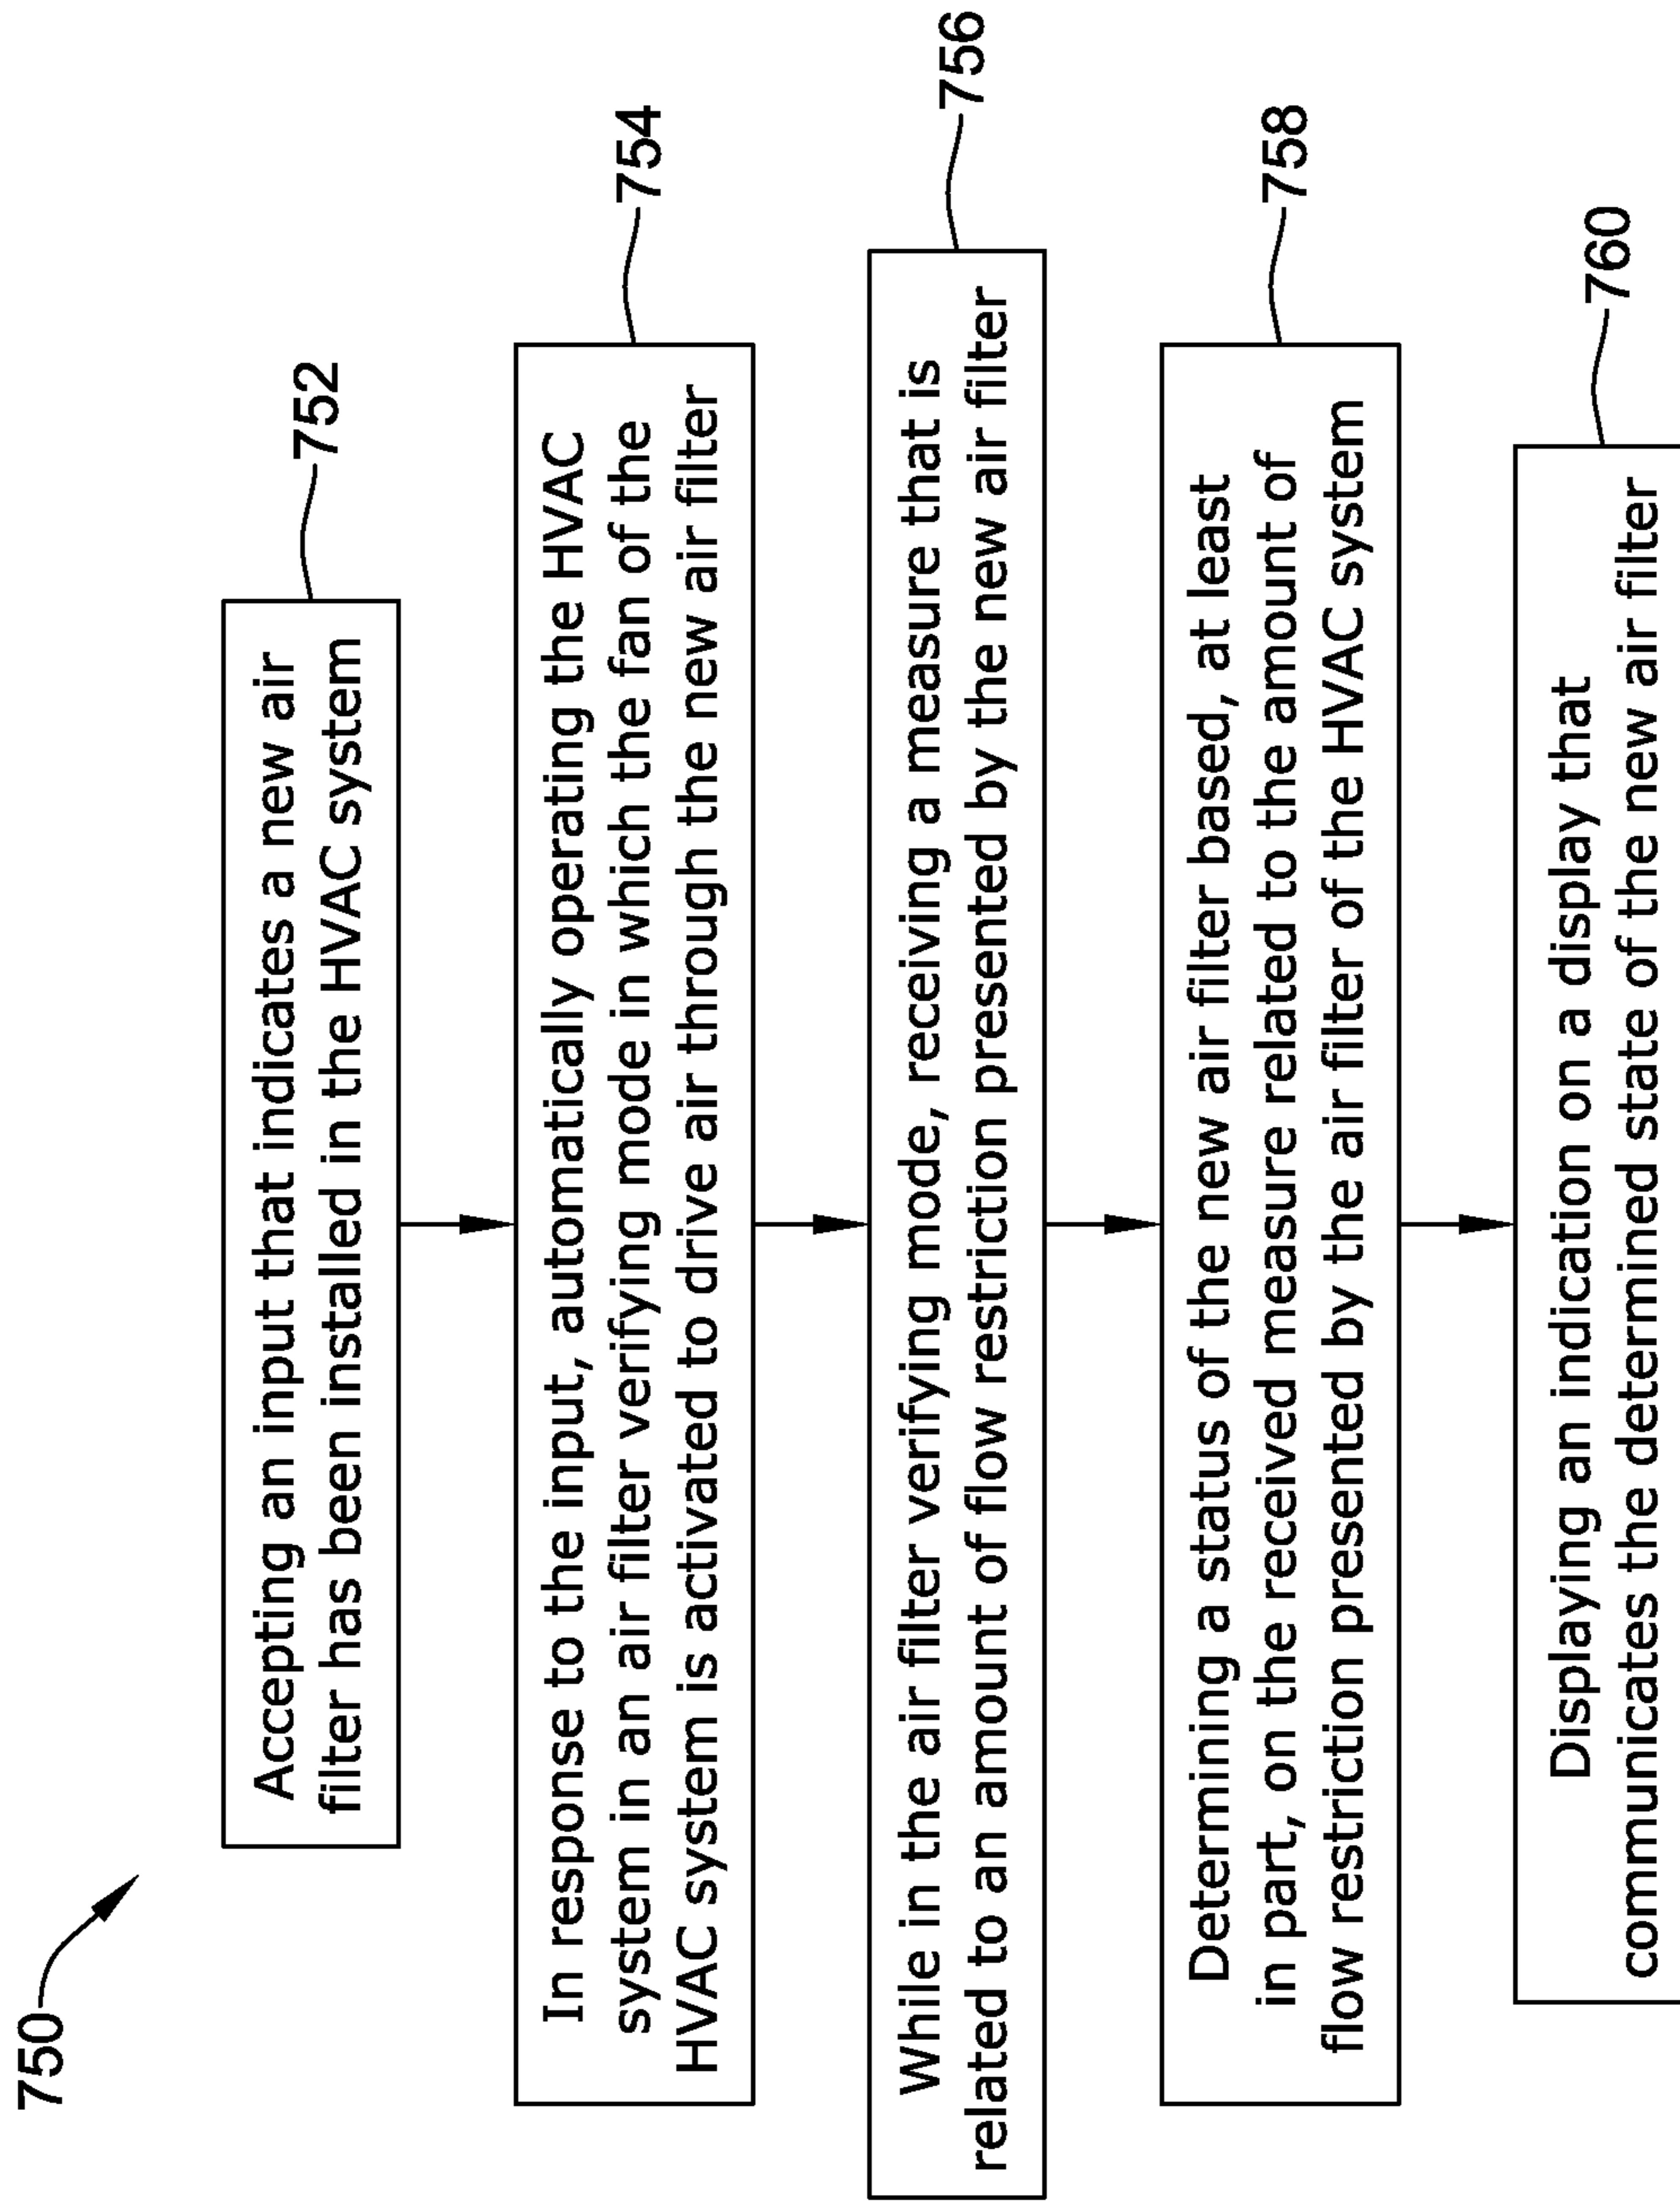 750
Accepting an input that indicates a new air
filter has been installed in the HVAC system
752
In response to the input, automatically operating the HVAC
system in an air filter verifying mode in which the fan of the
HVAC system is activated to drive air through the new air filter
754
While in the air filter verifying mode, receiving a measure that is
related to an amount of flow restriction presented by the new air filter
756
Determining a status of the new air filter based, at least
in part, on the received measure related to the amount of
flow restriction presented by the air filter of the HVAC system
758
Displaying an indication on a display that
communicates the determined state of the new air filter
760